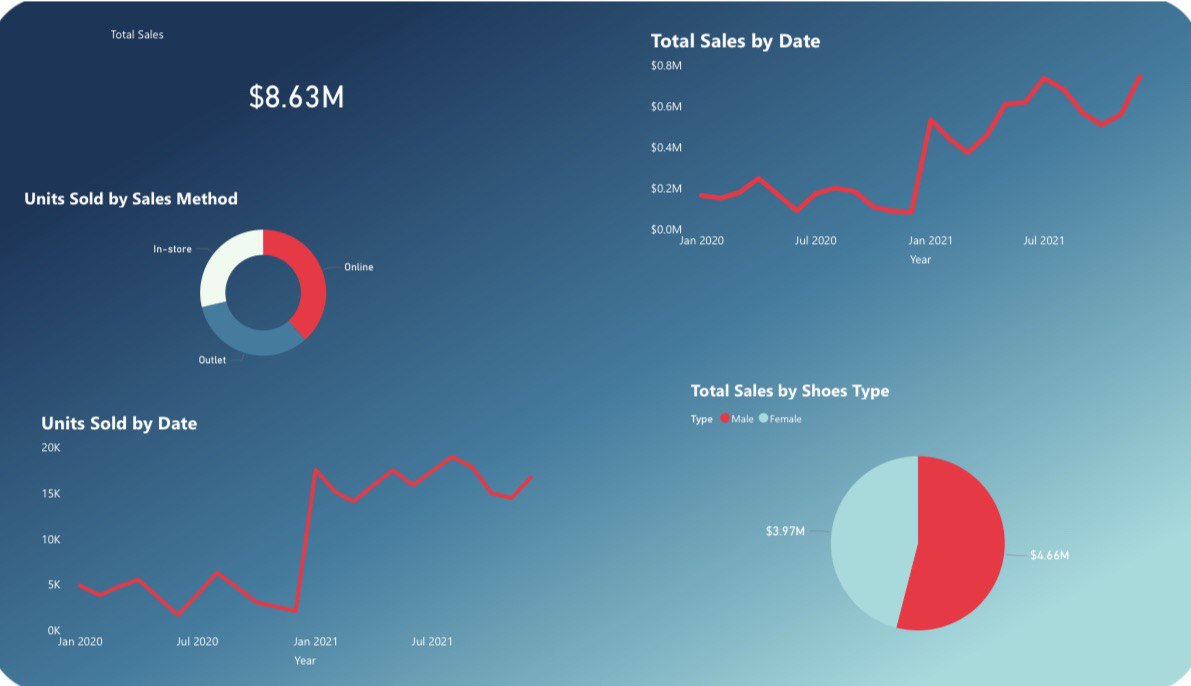 Total Sales
$8.63M
Units Sold by Sales Method
In-store
Online
Outlet
Units Sold by Date
20K
15K
10K
5K
0K
Jan 2020 Jul 2020 Jan 2021 Jul 2021
Year
Total Sales by Date
$0.8M
$0.6M
$0.4M
$0.2M
$0.0M
Jan 2020 Jul 2020 Jan 2021 Jul 2021
Year
Total Sales by Shoes Type
Type Male Female
$3.97M
$4.66M